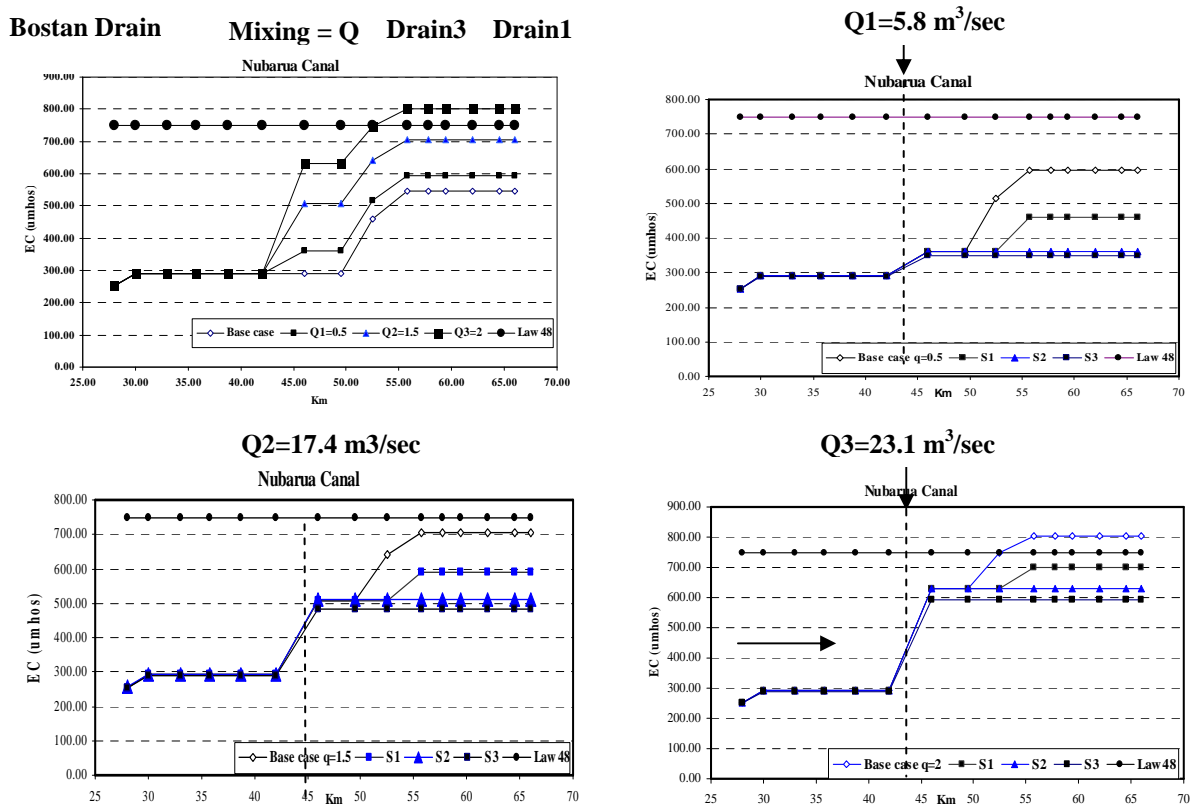 Bostan Drain Mixing = Q Drain3 Drain1
Nubarua Canal
900.00
800.00
700.00
600.00
500.00
400.00
300.00
200.00
100.00
0.00
EC (umhos)
Base case Q1=0.5 Q2=1.5 Q3=2 Law 48
25.00 30.00 35.00 40.00 45.00 50.00 55.00 60.00 65.00 70.00
Km
Q1=5.8 m³/sec
Nubarua Canal
800.00
700.00
600.00
500.00
400.00
300.00
200.00
100.00
0.00
EC (umhos)
Base case q=0.5 S1 S2 S3 Law 48
25 30 35 40 45 50 55 60 65 70
Km
Q2=17.4 m3/sec
Nubarua Canal
800.00
700.00
600.00
500.00
400.00
300.00
200.00
100.00
0.00
EC (umhos)
Base case q=1.5 S1 S2 S3 Law 48
25 30 35 40 45 50 55 60 65 70
Km
Q3=23.1 m³/sec
Nubarua Canal
900.00
800.00
700.00
600.00
500.00
400.00
300.00
200.00
100.00
0.00
EC (umhos)
Base case q=2 S1 S2 S3 Law 48
25 30 35 40 45 50 55 60 65 70
Km